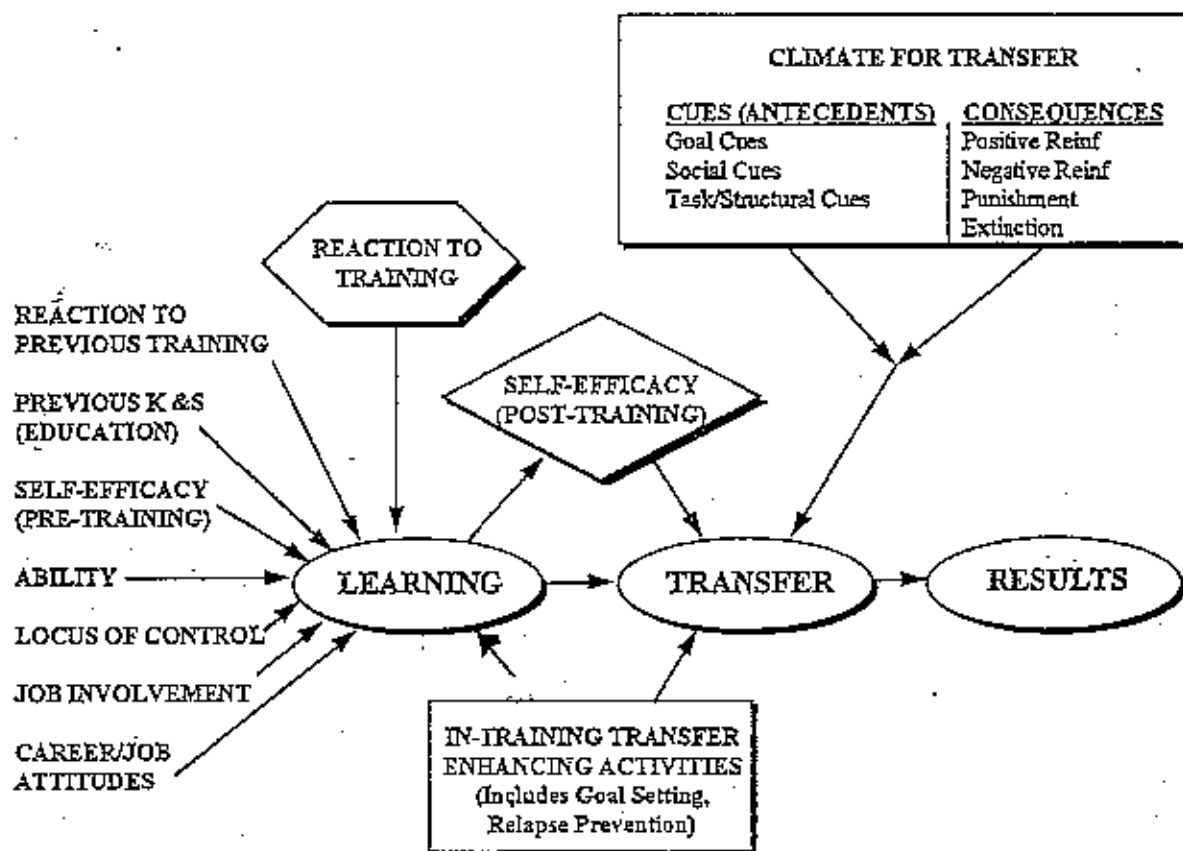 CLIMATE FOR TRANSFER
CUES (ANTECEDENTS)
Goal Cues
Social Cues
Task/Structural Cues
CONSEQUENCES
Positive Reinf
Negative Reinf
Punishment
Extinction
REACTION TO
TRAINING
REACTION TO
PREVIOUS TRAINING
PREVIOUS K &S
(EDUCATION)
SELF-EFFICACY
(PRE-TRAINING)
ABILITY
LOCUS OF CONTROL
JOB INVOLVEMENT
CAREER/JOB
ATTITUDES
SELF-EFFICACY
(POST-TRAINING)
LEARNING
TRANSFER
RESULTS
IN-TRAINING TRANSFER
ENHANCING ACTIVITIES
(Includes Goal Setting,
Relapse Prevention)